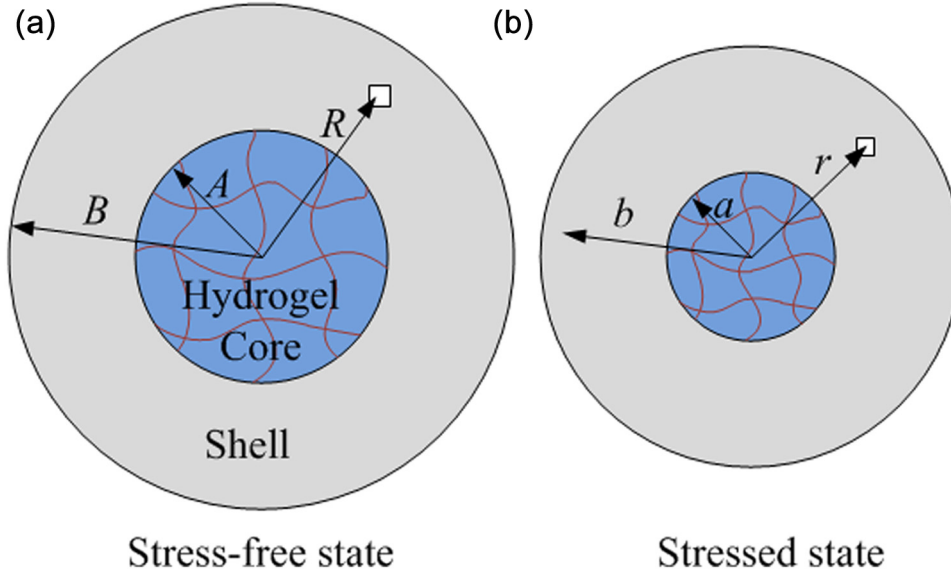 (a)
R
A
B
Hydrogel
Core
Shell
Stress-free state
(b)
r
a
b
Stressed state